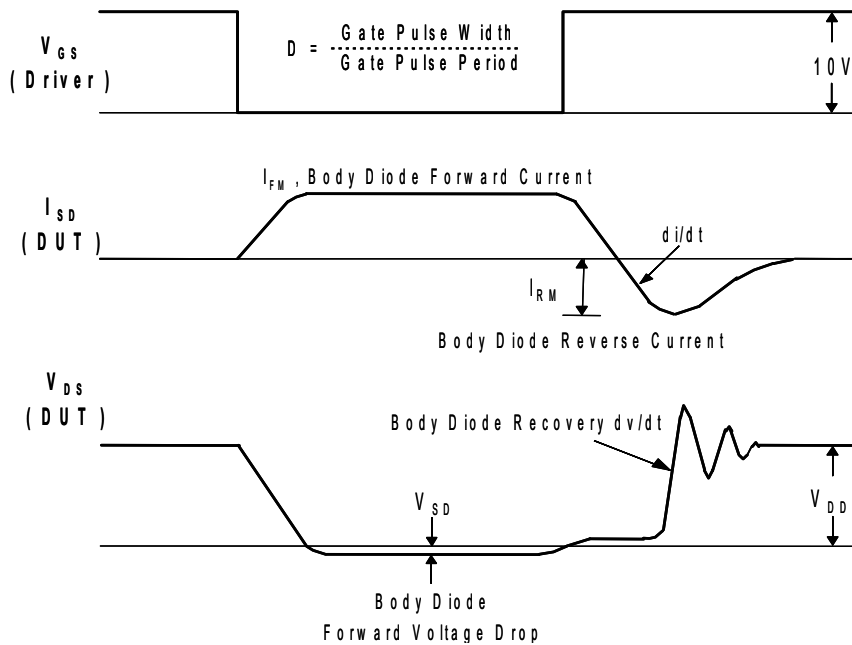 V GS
(Driver)
D = Gate Pulse Width
Gate Pulse Period
10V
I FM , Body Diode Forward Current
I SD
(DUT)
di/dt
I RM
Body Diode Reverse Current
V DS
(DUT)
Body Diode Recovery dv/dt
V SD
V DD
Body Diode
Forward Voltage Drop